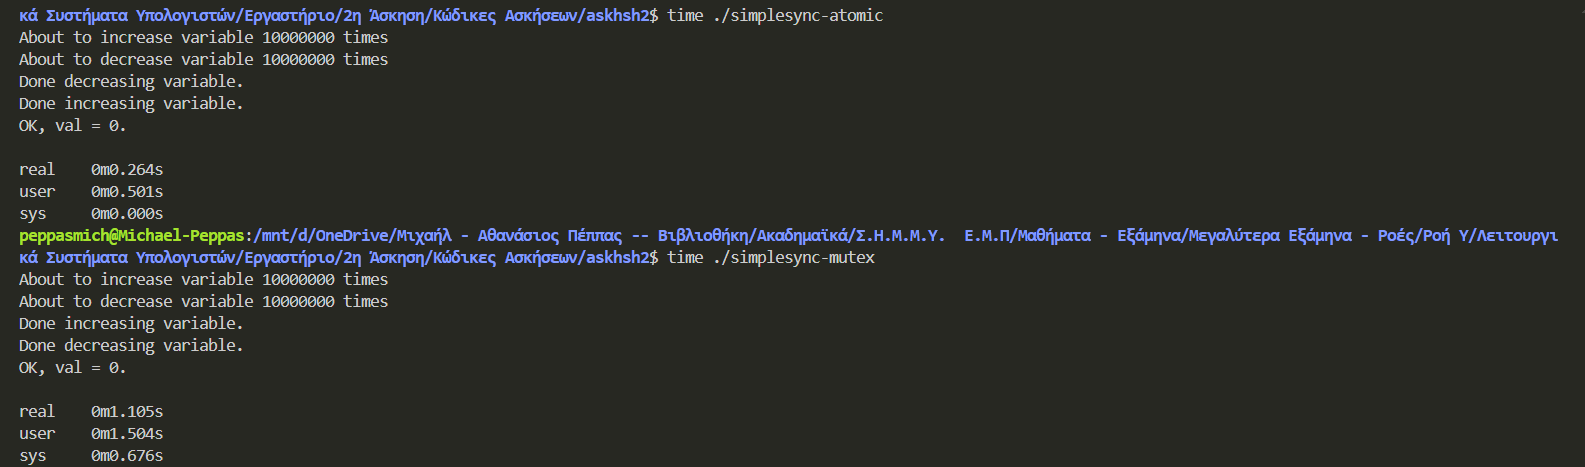 κά Συστήματα Υπολογιστών/Εργαστήριο/2η Άσκηση/Κώδικες Ασκήσεων/askhsh2$ time ./simplesync-atomic
About to increase variable 10000000 times
About to decrease variable 10000000 times
Done decreasing variable.
Done increasing variable.
OK, val = 0.
real 0m0.264s
user 0m0.501s
sys 0m0.000s
peppasmich@Michael-Peppas:/mnt/d/OneDrive/Μιχαήλ - Αθανάσιος Πέππας -- Βιβλιοθήκη/Ακαδημαϊκά/Σ.Η.Μ.Μ.Υ.  Ε.Μ.Π/Μαθήματα - Εξάμηνα/Μεγαλύτερα Εξάμηνα - Ροές/Ροή Υ/Λειτουργι
κά Συστήματα Υπολογιστών/Εργαστήριο/2η Άσκηση/Κώδικες Ασκήσεων/askhsh2$ time ./simplesync-mutex
About to increase variable 10000000 times
About to decrease variable 10000000 times
Done increasing variable.
Done decreasing variable.
OK, val = 0.
real 0m1.105s
user 0m1.504s
sys 0m0.676s